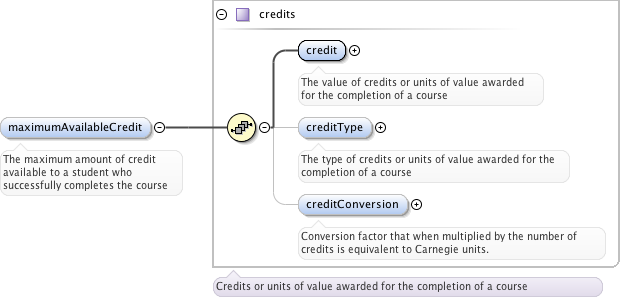 credits
credit
The value of credits or units of value awarded
for the completion of a course
maximumAvailableCredit
The maximum amount of credit
available to a student who
successfully completes the course
creditType
The type of credits or units of value awarded for the
completion of a course
creditConversion
Conversion factor that when multiplied by the number of
credits is equivalent to Carnegie units.
Credits or units of value awarded for the completion of a course